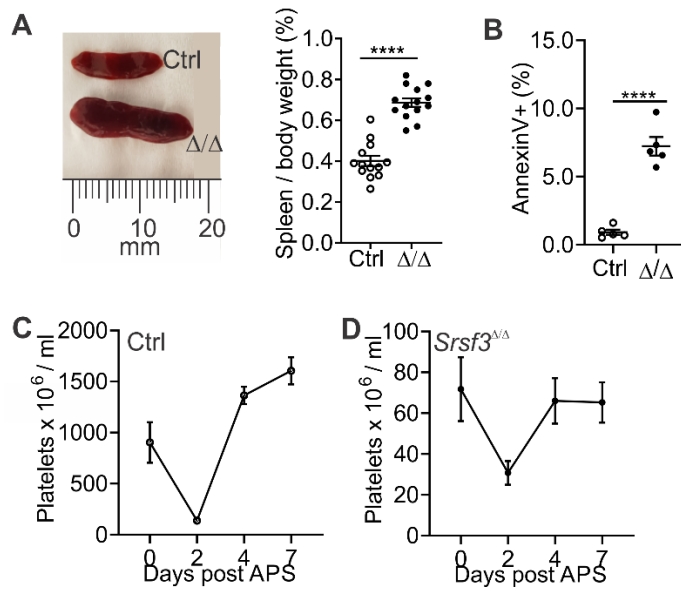 A
Ctrl
Δ/Δ
0 10 20
mm
Spleen / body weight (%)
1.0
0.8
0.6
0.4
0.2
0.0
****
Ctrl Δ/Δ
B
AnnexinV+ (%)
15.0
10.0
5.0
0.0
****
Ctrl Δ/Δ
C
Ctrl
Platelets x 10⁶ / ml
2000
1500
1000
500
0
0 2 4 7
Days post APS
D
Srsf3Δ/Δ
Platelets x 10⁶ / ml
100
80
60
40
20
0
0 2 4 7
Days post APS